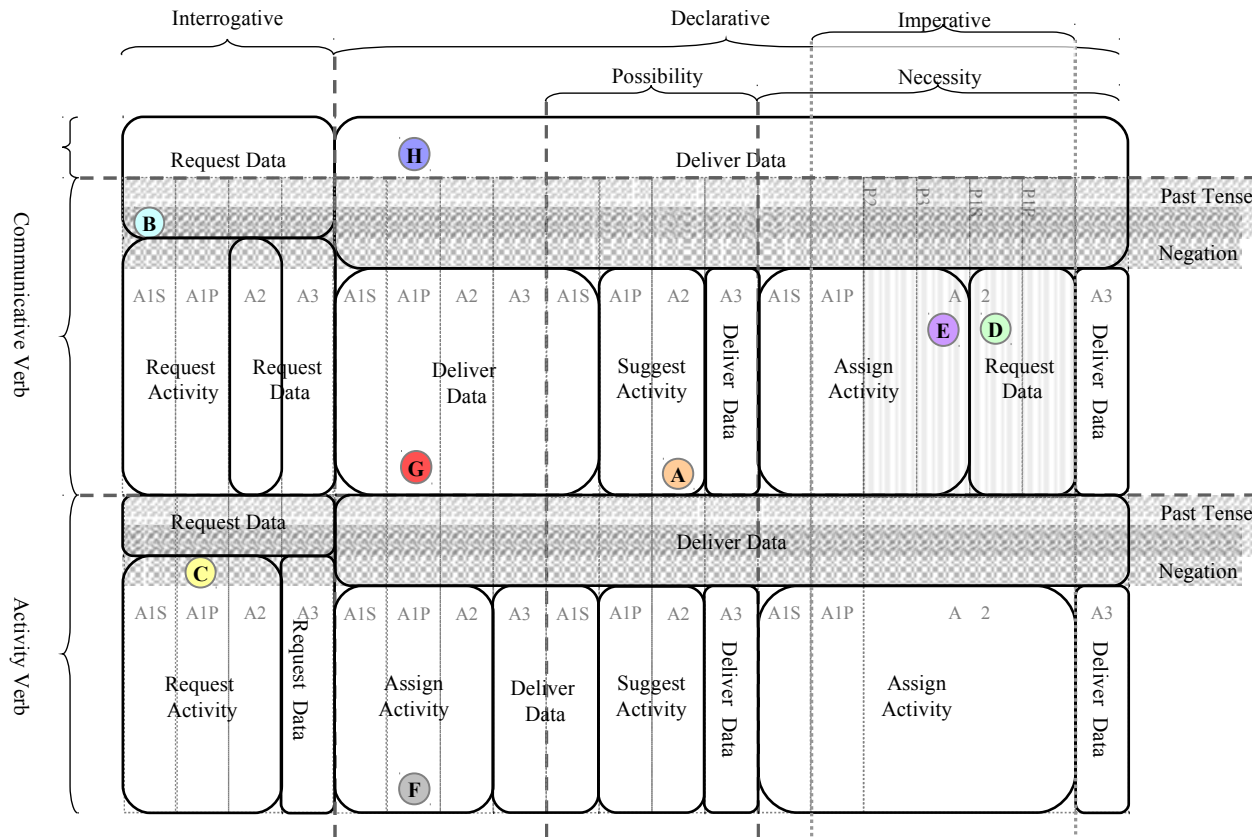 Interrogative
Declarative
Imperative
Possibility
Necessity
Request Data
H
Deliver Data
P2
P3
P1S
P1P
Past Tense
B
Negation
Communicative Verb
A1S A1P A2 A3 A1S A1P A2 A3 A1S A1P A2 A3 A1S A1P A 2 A3
E
D
Request
Activity
Request
Data
Deliver
Data
Suggest
Activity
Deliver Data
Assign
Activity
Request
Data
Deliver Data
G
A
Request Data
Deliver Data
Past Tense
C
Negation
Activity Verb
A1S A1P A2 A3 A1S A1P A2 A3 A1S A1P A2 A3 A1S A1P A 2 A3
Request
Activity
Request Data
Assign
Activity
Deliver
Data
Suggest
Activity
Deliver Data
Assign
Activity
Deliver Data
F